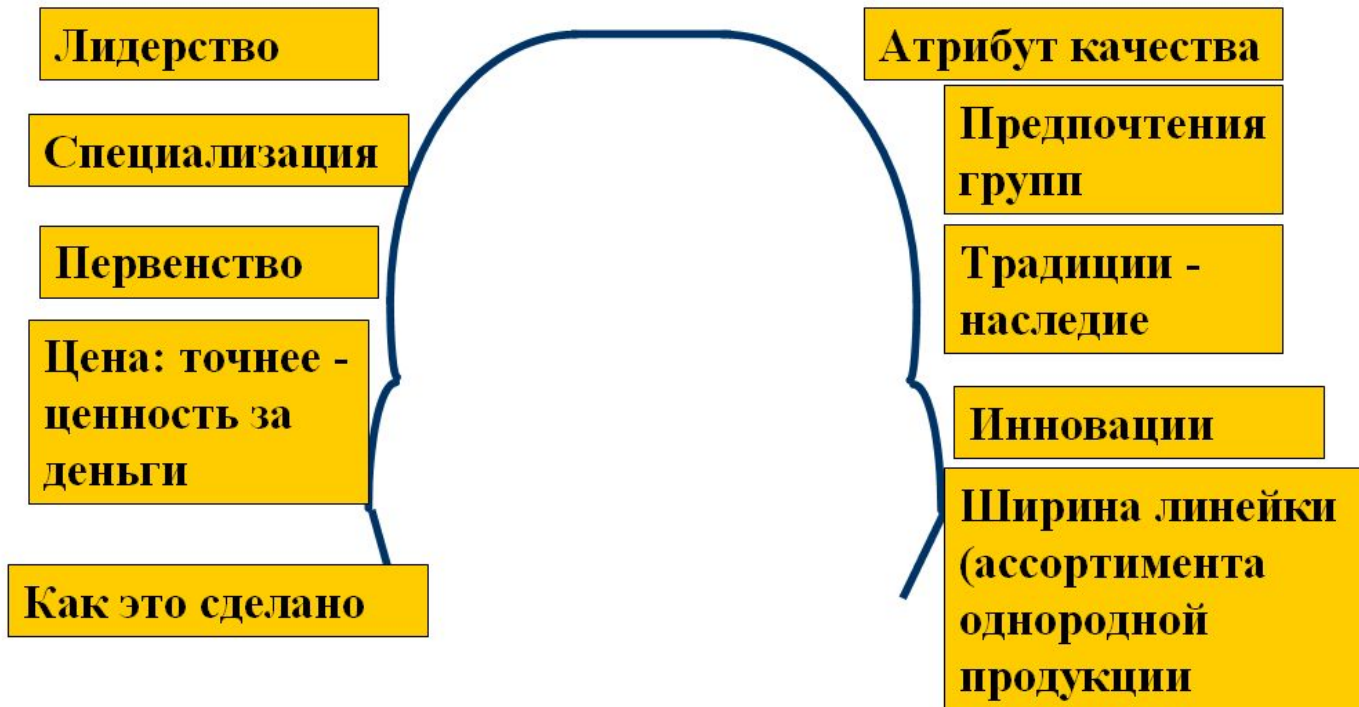 Лидерство
Специализация
Первенство
Цена: точнее -
ценность за
деньги
Как это сделано
Атрибут качества
Предпочтения
групп
Традиции -
наследие
Инновации
Ширина линейки
(ассортимента
однородной
продукции